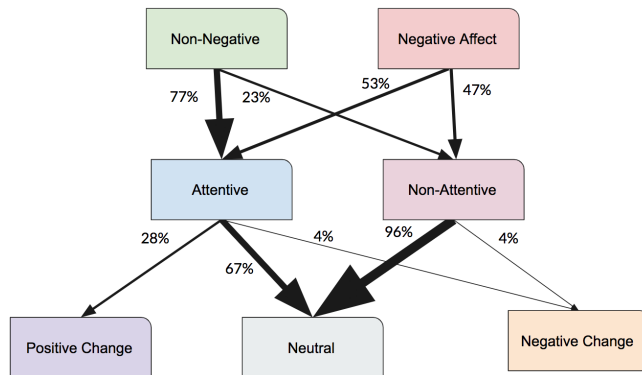 Non-Negative
Negative Affect
77%
23%
53%
47%
Attentive
Non-Attentive
28%
67%
4%
96%
4%
Positive Change
Neutral
Negative Change